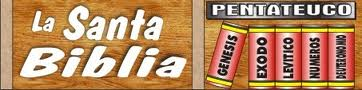 La Santa
Biblia
PENTATEUCO
GENESIS
EXODO
LEVITICO
NUMEROS
DEUTERONOMIO